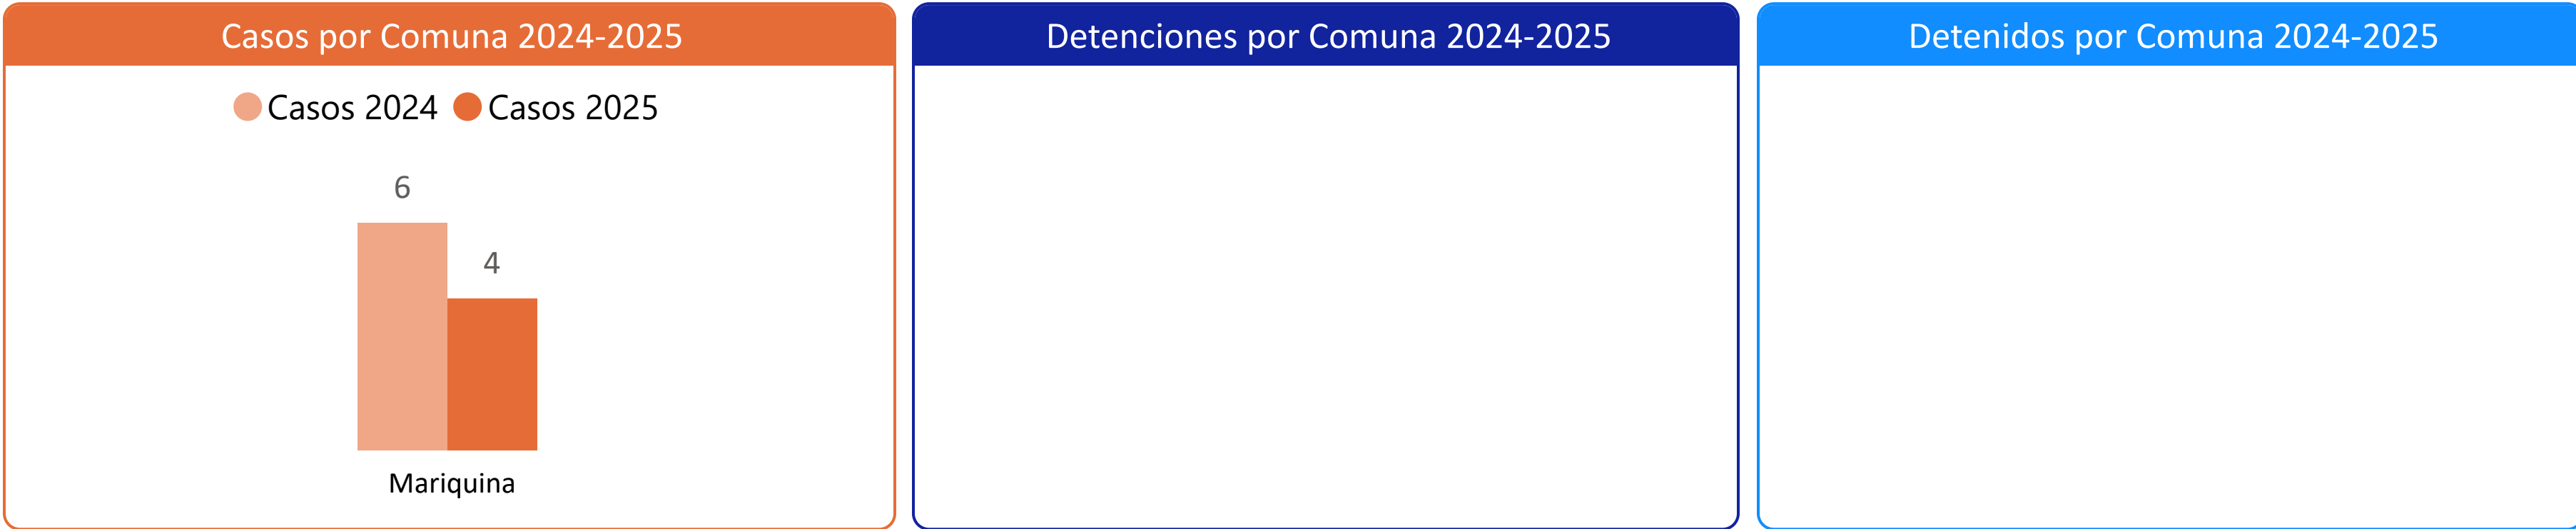 Casos por Comuna 2024-2025
Casos 2024 Casos 2025
6
4
Mariquina
Detenciones por Comuna 2024-2025
Detenidos por Comuna 2024-2025